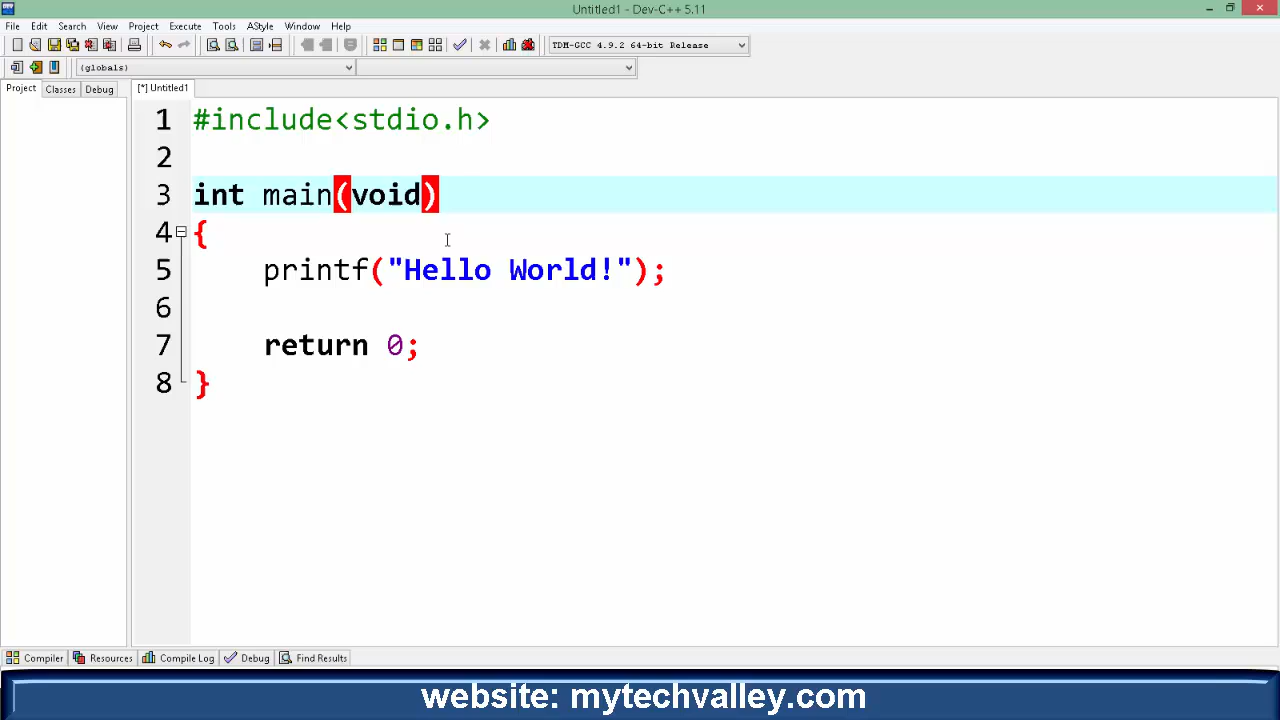 Untitled1 - Dev-C++ 5.11
File Edit Search View Project Execute Tools AStyle Window Help
TDM-GCC 4.9.2 64-bit Release
(globals)
Project Classes Debug [*] Untitled1
1 #include<stdio.h>
2
3 int main(void)
4 {
5 printf("Hello World!");
6
7 return 0;
8 }
Compiler Resources Compile Log Debug Find Results
website: mytechvalley.com